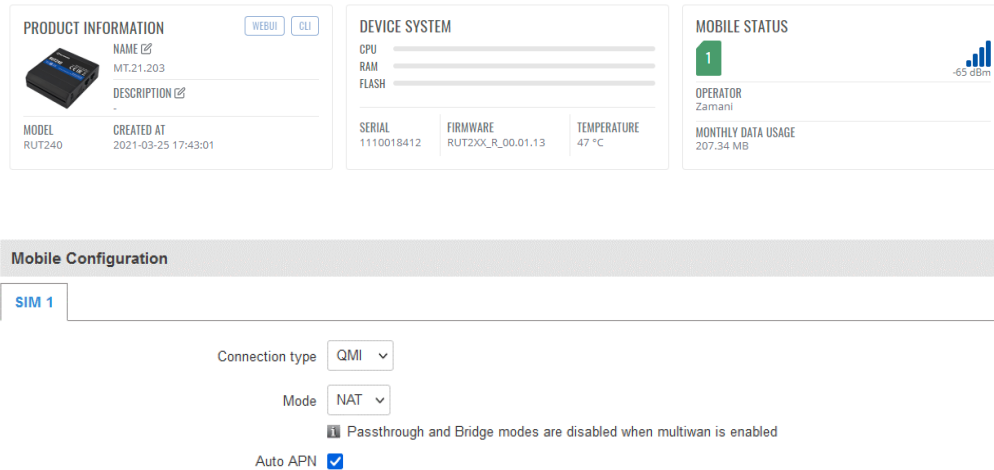 PRODUCT INFORMATION
WEBUI
CLI
NAME
MT.21.203
DESCRIPTION
-
MODEL
RUT240
CREATED AT
2021-03-25 17:43:01
DEVICE SYSTEM
CPU
RAM
FLASH
SERIAL
1110018412
FIRMWARE
RUT2XX_R_00.01.13
TEMPERATURE
47 °C
MOBILE STATUS
1
-65 dBm
OPERATOR
Zamani
MONTHLY DATA USAGE
207.34 MB
Mobile Configuration
SIM 1
Connection type QMI
Mode NAT
Passthrough and Bridge modes are disabled when multiwan is enabled
Auto APN